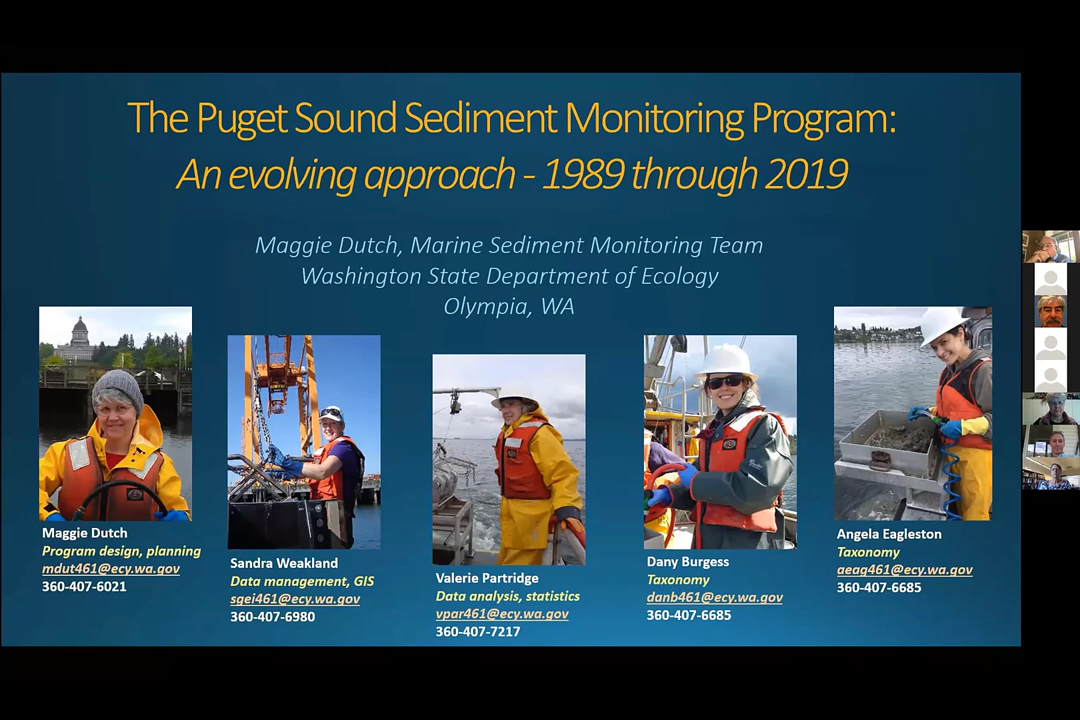 The Puget Sound Sediment Monitoring Program:
An evolving approach - 1989 through 2019
Maggie Dutch, Marine Sediment Monitoring Team
Washington State Department of Ecology
Olympia, WA
Maggie Dutch
Program design, planning
mdut461@ecy.wa.gov
360-407-6021
Sandra Weakland
Data management, GIS
sgei461@ecy.wa.gov
360-407-6980
Valerie Partridge
Data analysis, statistics
vpar461@ecy.wa.gov
360-407-7217
Dany Burgess
Taxonomy
danb461@ecy.wa.gov
360-407-6685
Angela Eagleston
Taxonomy
aeag461@ecy.wa.gov
360-407-6685